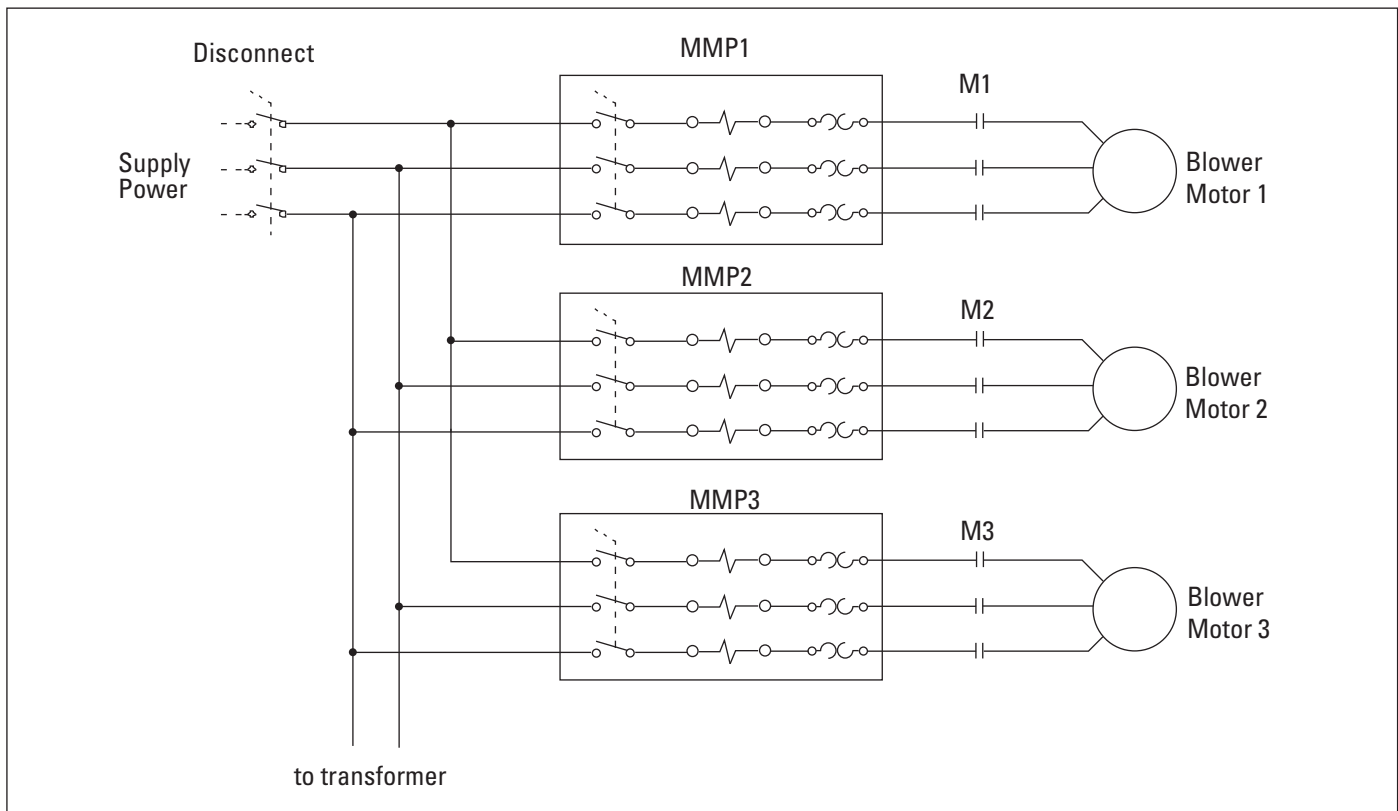 Disconnect
MMP1
M1
Supply
Power
Blower
Motor 1
MMP2
M2
Blower
Motor 2
MMP3
M3
Blower
Motor 3
to transformer